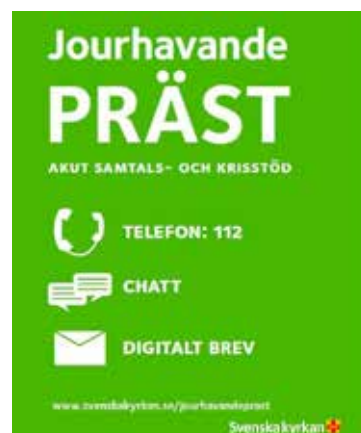 Jourhavande
PRÄST
AKUT SAMTALS- OCH KRISSTÖD
TELEFON: 112
CHATT
DIGITALT BREV
www.svenskakyrkan.se/jourhavandeprast
Svenska kyrkan